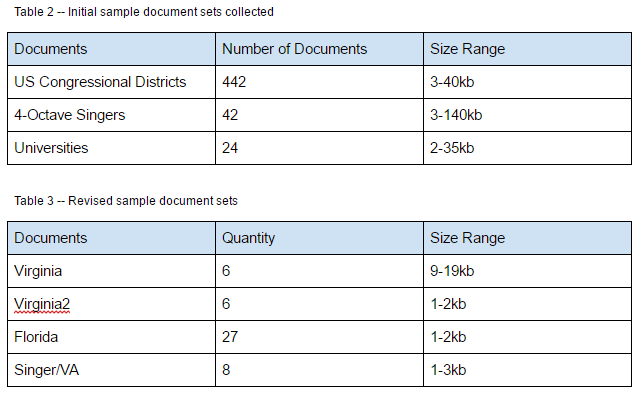 Table 2 -- Initial sample document sets collected
Documents Number of Documents Size Range
US Congressional Districts 442 3-40kb
4-Octave Singers 42 3-140kb
Universities 24 2-35kb
Table 3 -- Revised sample document sets
Documents Quantity Size Range
Virginia 6 9-19kb
Virginia2 6 1-2kb
Florida 27 1-2kb
Singer/VA 8 1-3kb